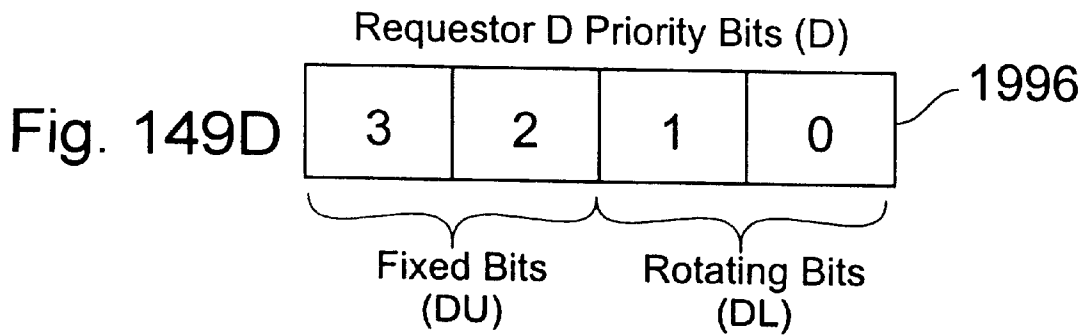 Requestor D Priority Bits (D)
1996
Fig. 149D
3 2 1 0
Fixed Bits Rotating Bits
(DU) (DL)